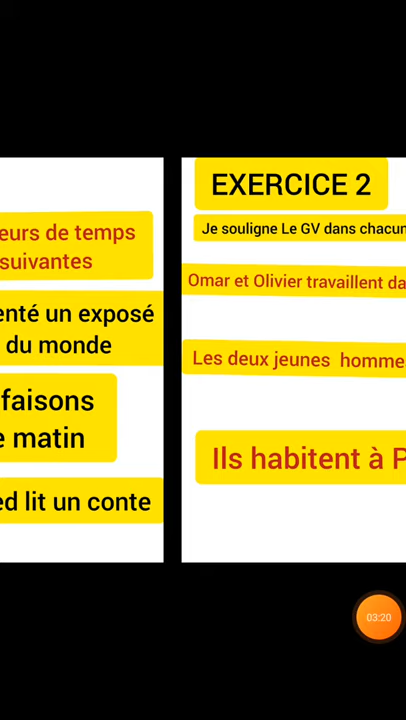 eurs de temps
suivantes
enté un exposé
du monde
faisons
e matin
ed lit un conte
EXERCICE 2
Je souligne Le GV dans chacun
Omar et Olivier travaillent da
Les deux jeunes homme
Ils habitent à P
03:20